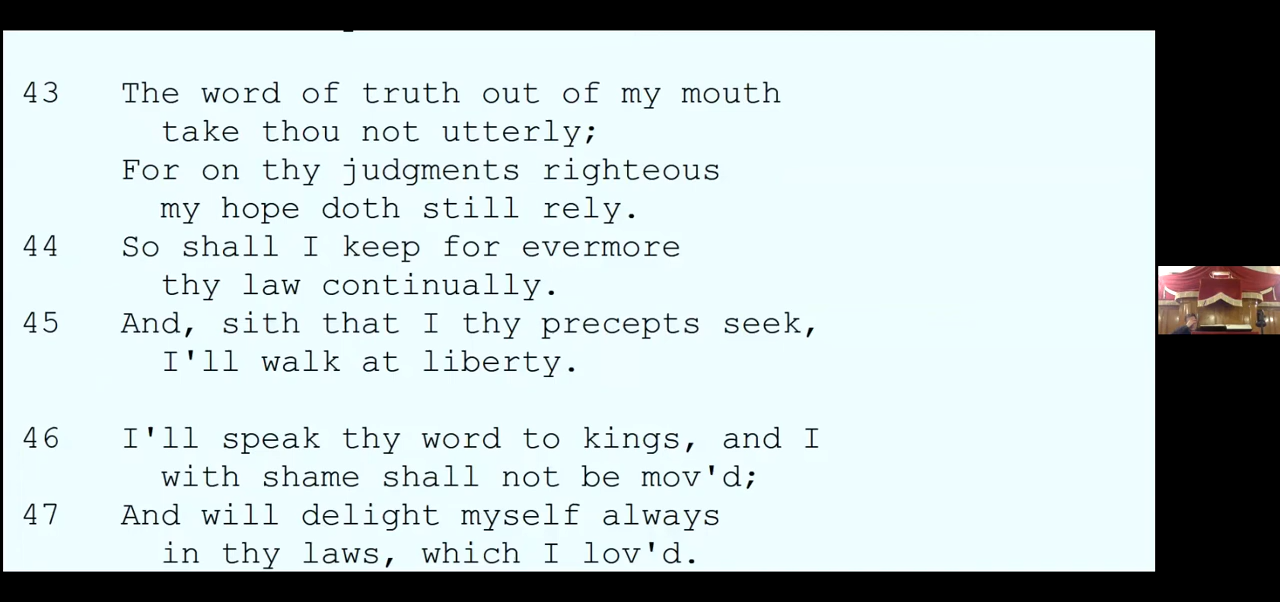 43 The word of truth out of my mouth
take thou not utterly;
For on thy judgments righteous
my hope doth still rely.
44 So shall I keep for evermore
thy law continually.
45 And, sith that I thy precepts seek,
I'll walk at liberty.
46 I'll speak thy word to kings, and I
with shame shall not be mov'd;
47 And will delight myself always
in thy laws, which I lov'd.